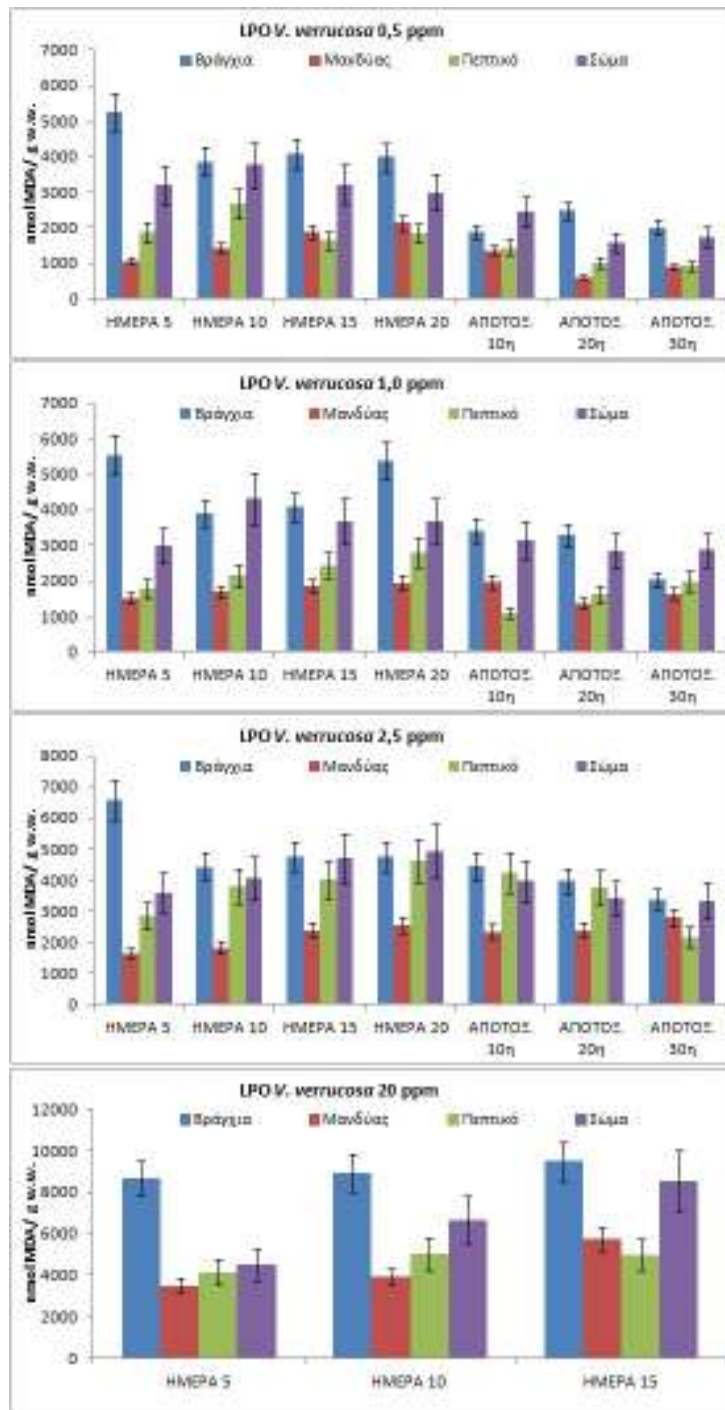 LPO V. verrucosa 0,5 ppm
Βράγχια Μανδύας Πεπτικό Σώμα
nmol MDA/ g w.w.
7000
6000
5000
4000
3000
2000
1000
0
ΗΜΕΡΑ 5 ΗΜΕΡΑ 10 ΗΜΕΡΑ 15 ΗΜΕΡΑ 20 ΑΠΟΤΟΞ. ΑΠΟΤΟΞ. ΑΠΟΤΟΞ.
10η 20η 30η
LPO V. verrucosa 1,0 ppm
Βράγχια Μανδύας Πεπτικό Σώμα
nmol MDA/ g w.w.
7000
6000
5000
4000
3000
2000
1000
0
ΗΜΕΡΑ 5 ΗΜΕΡΑ 10 ΗΜΕΡΑ 15 ΗΜΕΡΑ 20 ΑΠΟΤΟΞ. ΑΠΟΤΟΞ. ΑΠΟΤΟΞ.
10η 20η 30η
LPO V. verrucosa 2,5 ppm
Βράγχια Μανδύας Πεπτικό Σώμα
nmol MDA/ g w.w.
8000
7000
6000
5000
4000
3000
2000
1000
0
ΗΜΕΡΑ 5 ΗΜΕΡΑ 10 ΗΜΕΡΑ 15 ΗΜΕΡΑ 20 ΑΠΟΤΟΞ. ΑΠΟΤΟΞ. ΑΠΟΤΟΞ.
10η 20η 30η
LPO V. verrucosa 20 ppm
Βράγχια Μανδύας Πεπτικό Σώμα
nmol MDA/ g w.w.
12000
10000
8000
6000
4000
2000
0
ΗΜΕΡΑ 5 ΗΜΕΡΑ 10 ΗΜΕΡΑ 15